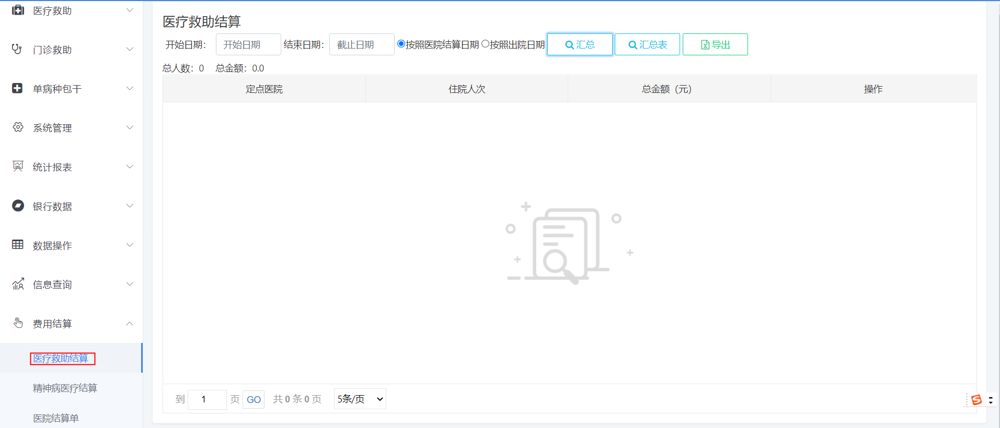 医疗救助
门诊救助
单病种包干
系统管理
统计报表
银行数据
数据操作
信息查询
费用结算
医疗救助结算
精神病医疗结算
医院结算单
医疗救助结算
开始日期： 开始日期 结束日期： 截止日期 按照医院结算日期 按照出院日期 汇总 汇总表 导出
总人数：0 总金额：0.0
定点医院 住院人次 总金额（元） 操作
到 1 页 GO 共 0 条 0 页 5条/页